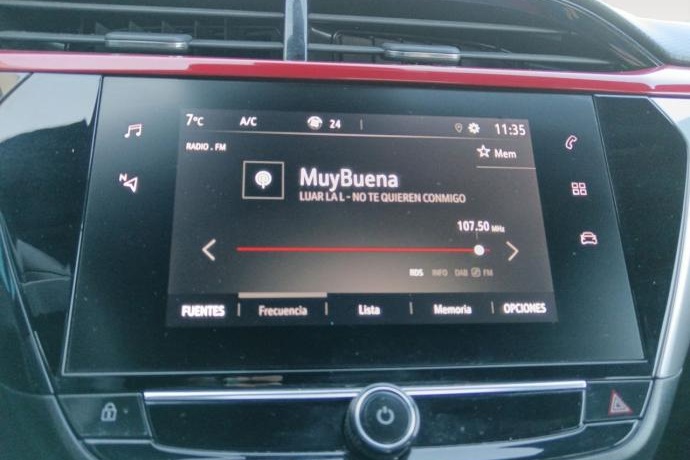 7°C A/C 24 11:35
RADIO . FM
Mem
MuyBuena
LUAR LA L - NO TE QUIEREN CONMIGO
107.50 MHz
RDS INFO DAB FM
FUENTES Frecuencia Lista Memoria OPCIONES
N